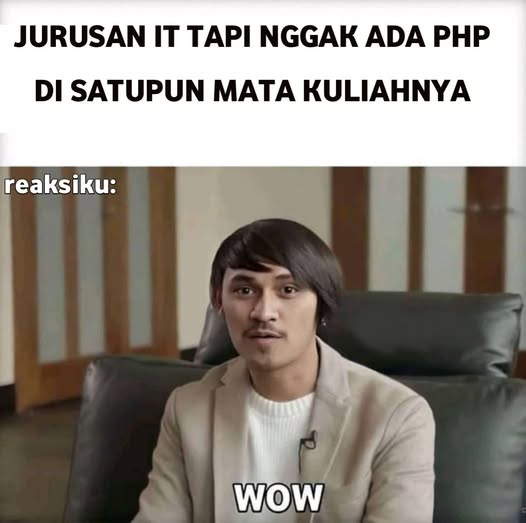 JURUSAN IT TAPI NGGAK ADA PHP
DI SATUPUN MATA KULIAHNYA
reaksiku:
WOW